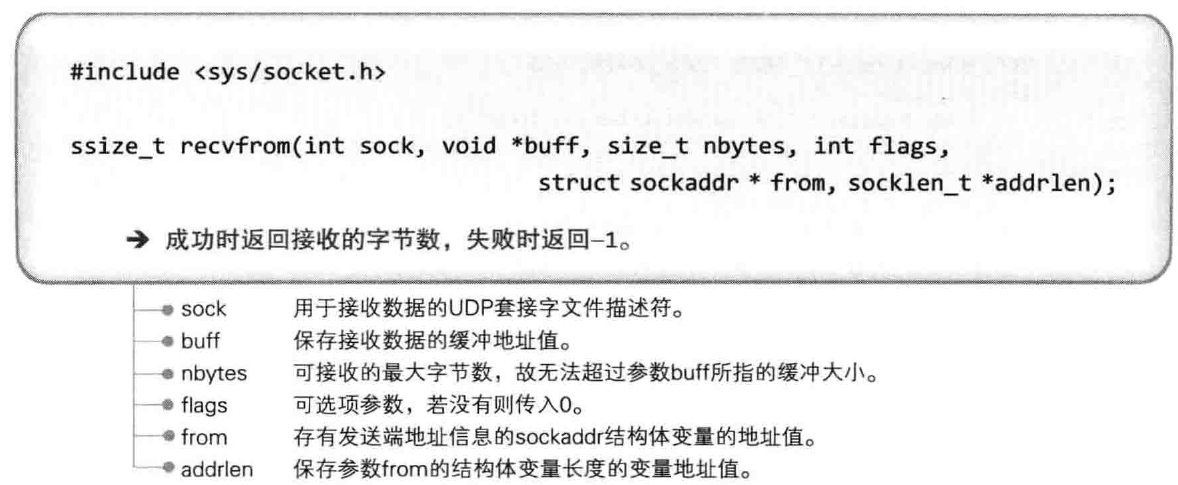 #include <sys/socket.h>
ssize_t recvfrom(int sock, void *buff, size_t nbytes, int flags,
struct sockaddr * from, socklen_t *addrlen);
➔ 成功时返回接收的字节数，失败时返回–1。
sock 用于接收数据的UDP套接字文件描述符。
buff 保存接收数据的缓冲地址值。
nbytes 可接收的最大字节数，故无法超过参数buff所指的缓冲大小。
flags 可选项参数，若没有则传入0。
from 存有发送端地址信息的sockaddr结构体变量的地址值。
addrlen 保存参数from的结构体变量长度的变量地址值。